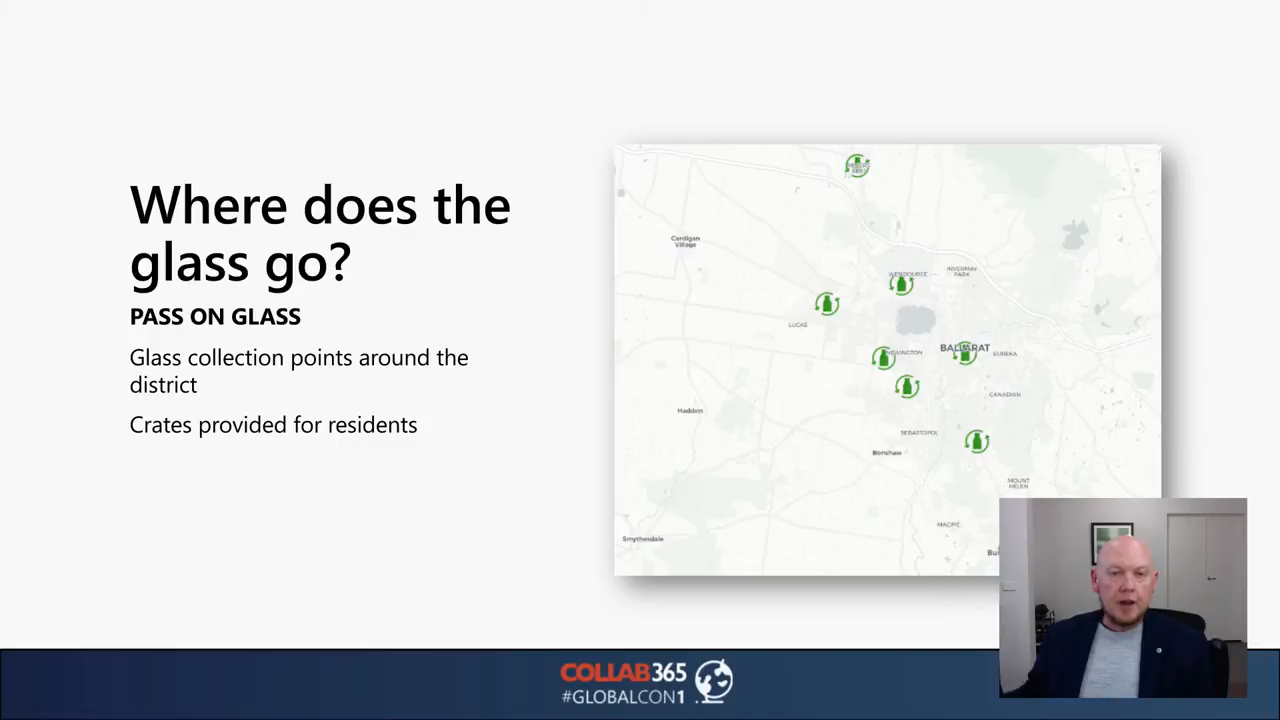 Where does the
glass go?
PASS ON GLASS
Glass collection points around the
district
Crates provided for residents
Cardigan
Village
WENDOUREE
INVERMAY
PARK
LUCAS
NEWINGTON
BALLARAT
EUREKA
CANADIAN
Haddon
SEBASTOPOL
Bonshaw
MOUNT
HELEN
MAGPIE
Smythesdale
COLLAB365
#GLOBALCON1